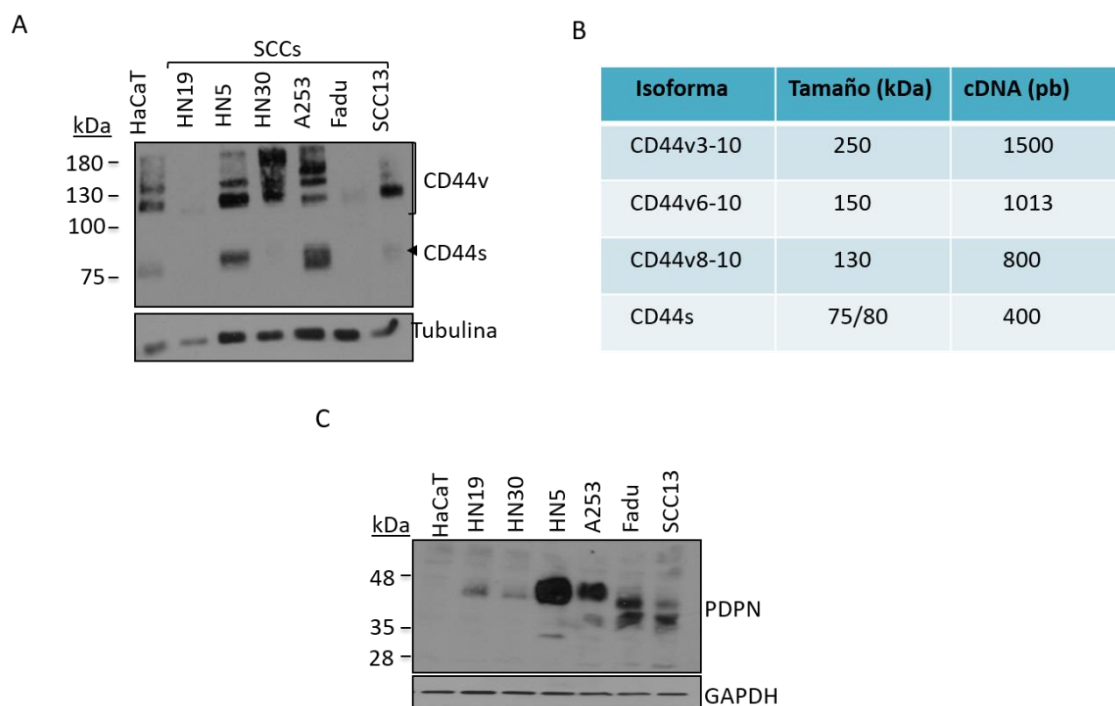 A
SCCs
kDa
HaCaT
HN19
HN5
HN30
A253
Fadu
SCC13
180
130
100
75
CD44v
CD44s
Tubulina
B
Isoforma Tamaño (kDa) cDNA (pb)
CD44v3-10 250 1500
CD44v6-10 150 1013
CD44v8-10 130 800
CD44s 75/80 400
C
kDa
HaCaT
HN19
HN30
HN5
A253
Fadu
SCC13
48
35
28
PDPN
GAPDH